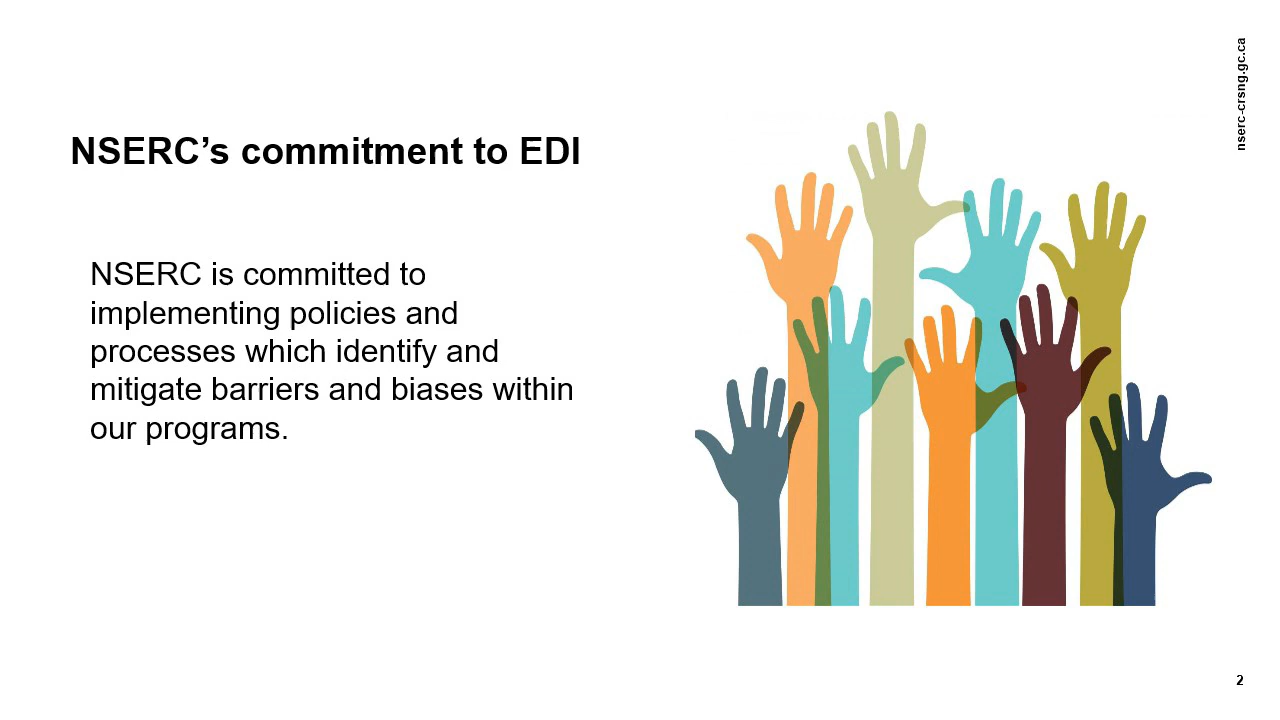 nserc-crsng.gc.ca
NSERC’s commitment to EDI
NSERC is committed to
implementing policies and
processes which identify and
mitigate barriers and biases within
our programs.
2